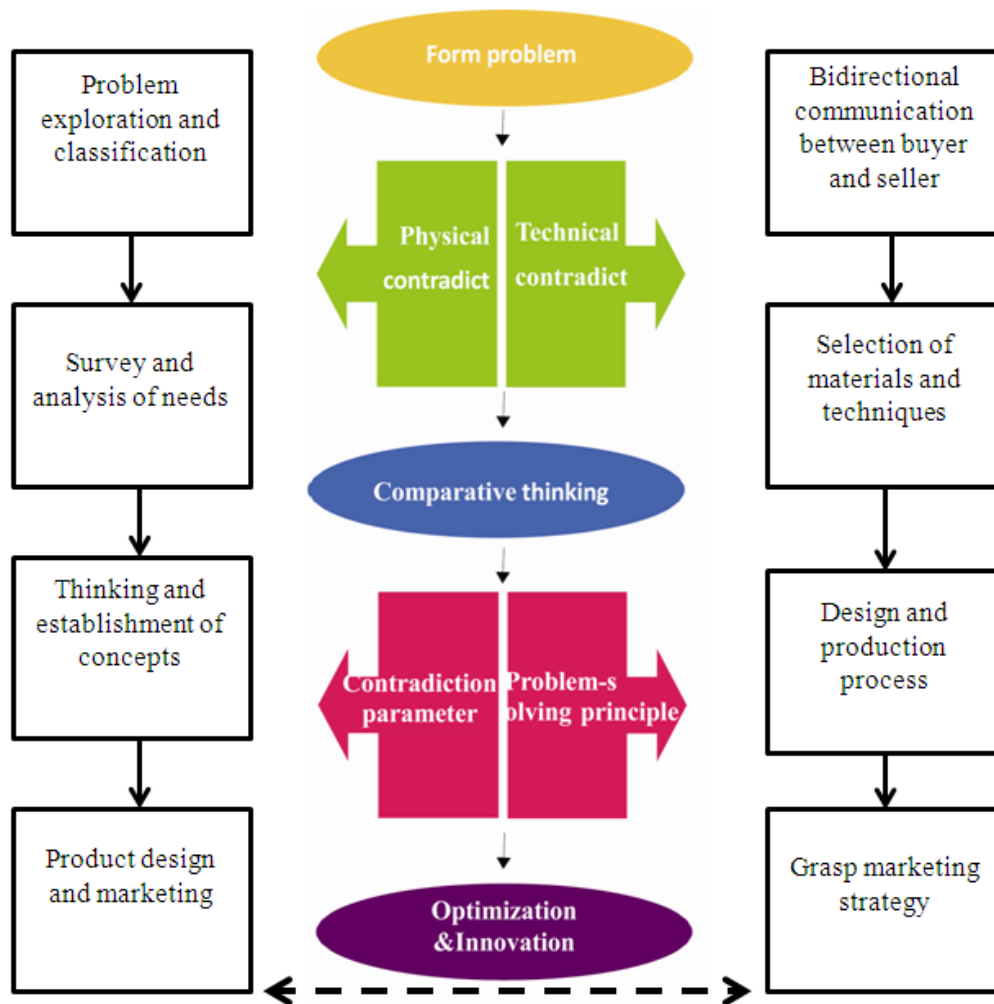 Problem
exploration and
classification
Survey and
analysis of needs
Thinking and
establishment of
concepts
Product design
and marketing
Form problem
Physical
contradict
Technical
contradict
Comparative thinking
Contradiction
parameter
Problem-s
olving principle
Optimization
&Innovation
Bidirectional
communication
between buyer
and seller
Selection of
materials and
techniques
Design and
production
process
Grasp marketing
strategy